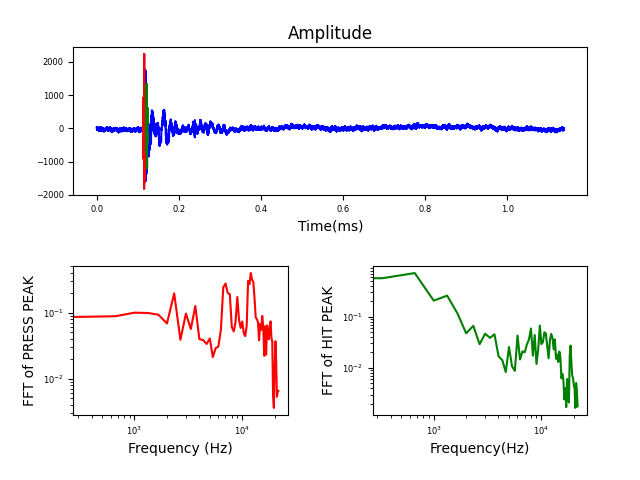 Amplitude
2000
1000
0
−1000
−2000
0.0 0.2 0.4 0.6 0.8 1.0
Time(ms)
FFT of PRESS PEAK
10⁻¹
10⁻²
10³ 10⁴
Frequency (Hz)
FFT of HIT PEAK
10⁻¹
10⁻²
10³ 10⁴
Frequency(Hz)